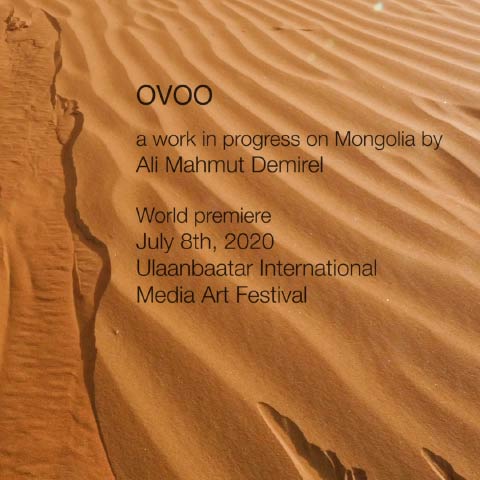 OVOO
a work in progress on Mongolia by
Ali Mahmut Demirel
World premiere
July 8th, 2020
Ulaanbaatar International
Media Art Festival